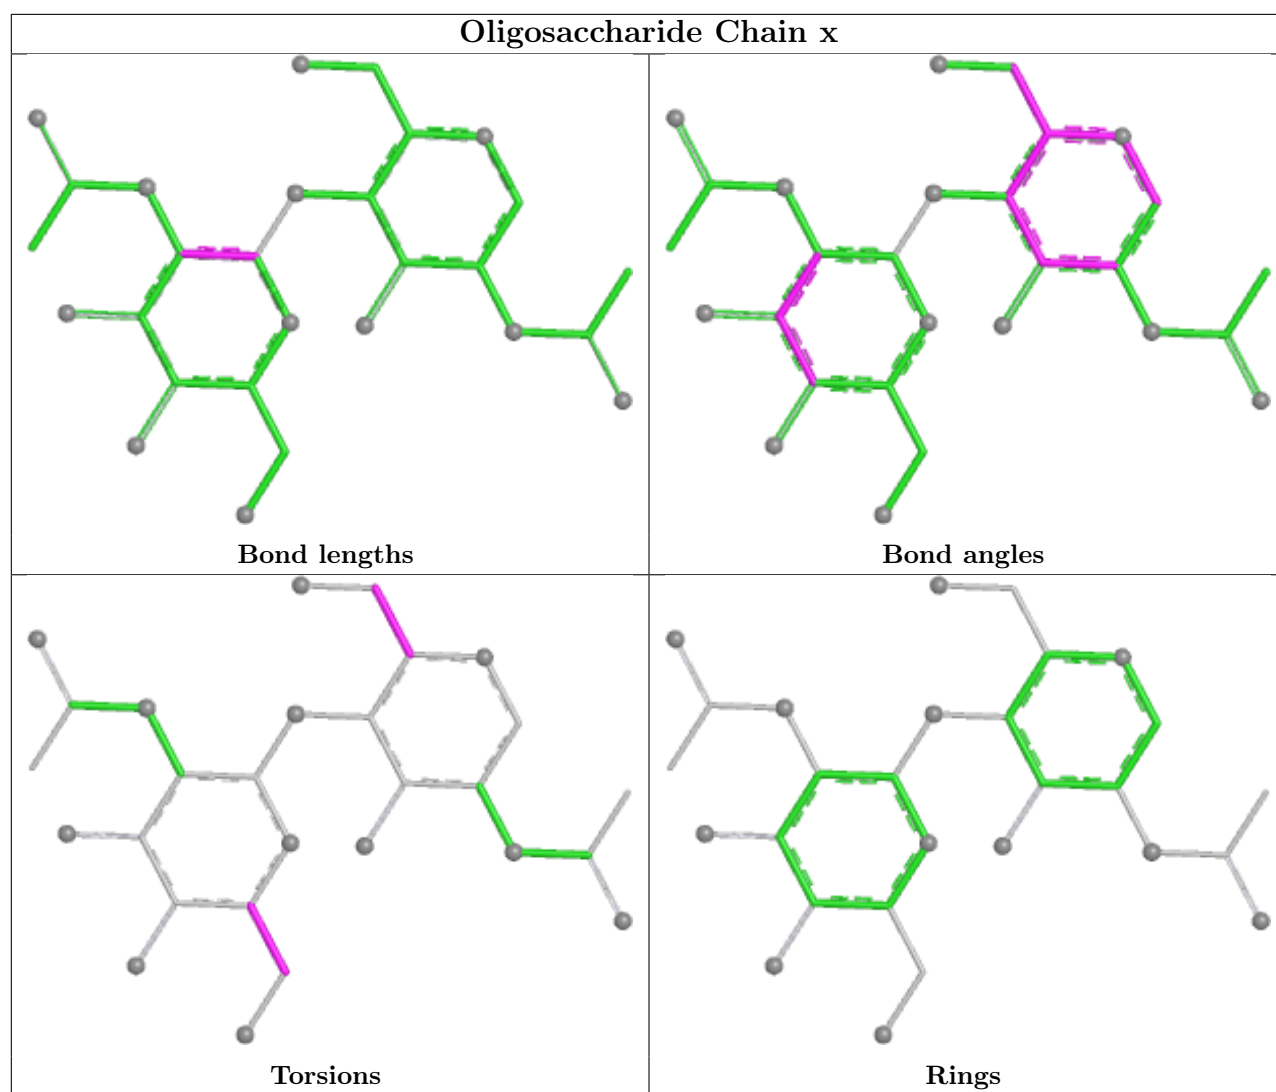 Oligosaccharide Chain x
Bond lengths
Bond angles
Torsions
Rings